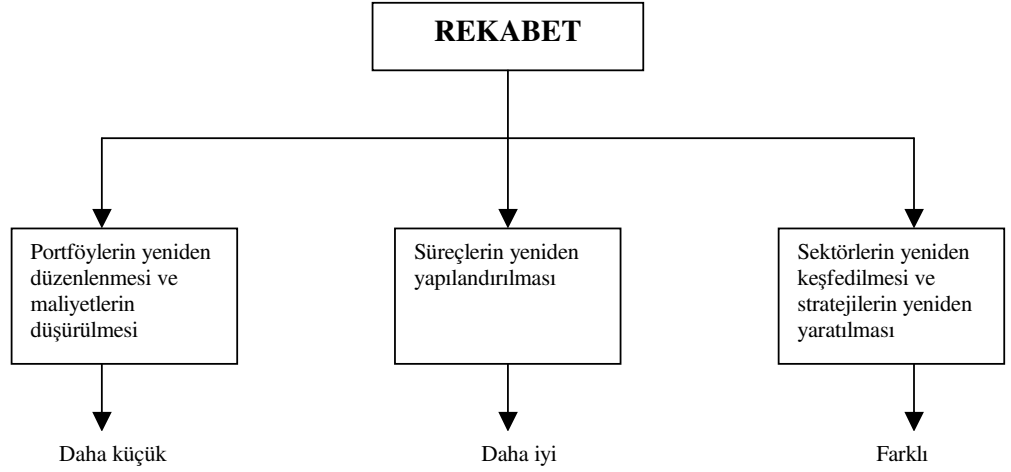 REKABET
Portföylerin yeniden
düzenlenmesi ve
maliyetlerin
düşürülmesi
Süreçlerin yeniden
yapılandırılması
Sektörlerin yeniden
keşfedilmesi ve
stratejilerin yeniden
yaratılması
Daha küçük
Daha iyi
Farklı